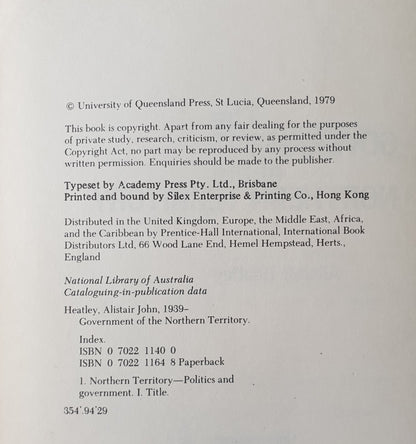 © University of Queensland Press, St Lucia, Queensland, 1979
This book is copyright. Apart from any fair dealing for the purposes
of private study, research, criticism, or review, as permitted under the
Copyright Act, no part may be reproduced by any process without
written permission. Enquiries should be made to the publisher.
Typeset by Academy Press Pty. Ltd., Brisbane
Printed and bound by Silex Enterprise & Printing Co., Hong Kong
Distributed in the United Kingdom, Europe, the Middle East, Africa,
and the Caribbean by Prentice-Hall International, International Book
Distributors Ltd, 66 Wood Lane End, Hemel Hempstead, Herts.,
England
National Library of Australia
Cataloguing-in-publication data
Heatley, Alistair John, 1939–
Government of the Northern Territory.
Index.
ISBN 0 7022 1140 0
ISBN 0 7022 1164 8 Paperback
1. Northern Territory—Politics and
government. I. Title.
354'.94'29